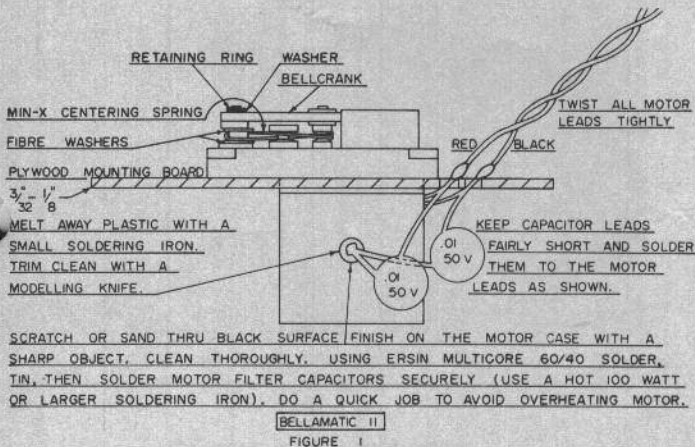 RETAINING RING
WASHER
BELLCRANK
MIN-X CENTERING SPRING
FIBRE WASHERS
PLYWOOD MOUNTING BOARD
3/32" - 1/8"
TWIST ALL MOTOR
LEADS TIGHTLY
RED
BLACK
MELT AWAY PLASTIC WITH A
SMALL SOLDERING IRON.
TRIM CLEAN WITH A
MODELLING KNIFE.
.01
50 V
.01
50 V
KEEP CAPACITOR LEADS
FAIRLY SHORT AND SOLDER
THEM TO THE MOTOR
LEADS AS SHOWN.
SCRATCH OR SAND THRU BLACK SURFACE FINISH ON THE MOTOR CASE WITH A
SHARP OBJECT. CLEAN THOROUGHLY. USING ERSIN MULTICORE 60/40 SOLDER,
TIN, THEN SOLDER MOTOR FILTER CAPACITORS SECURELY (USE A HOT 100 WATT
OR LARGER SOLDERING IRON). DO A QUICK JOB TO AVOID OVERHEATING MOTOR.
BELLAMATIC II
FIGURE I